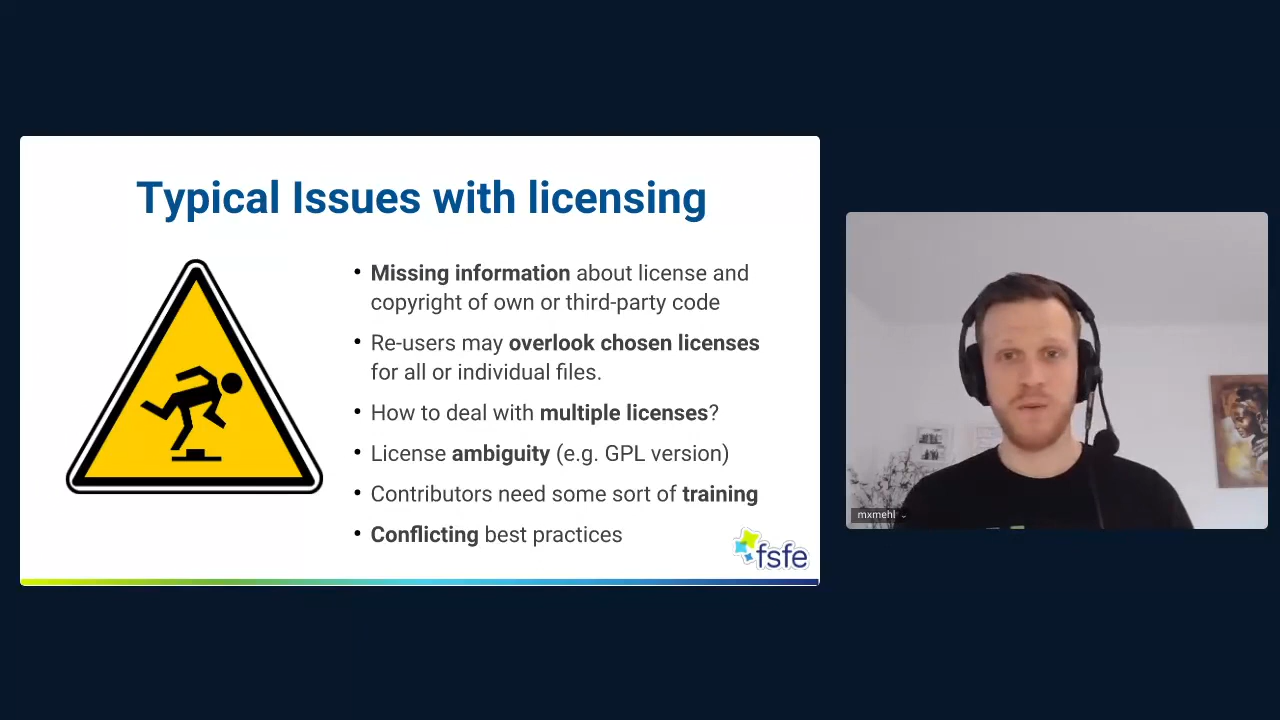 Typical Issues with licensing
• Missing information about license and
copyright of own or third-party code
• Re-users may overlook chosen licenses
for all or individual files.
• How to deal with multiple licenses?
• License ambiguity (e.g. GPL version)
• Contributors need some sort of training
• Conflicting best practices
fsfe
mxmehl